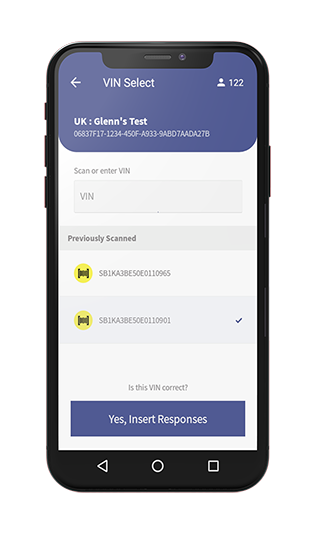 VIN Select
122
UK : Glenn's Test
06837F17-1234-450F-A933-9ABD7AADA27B
Scan or enter VIN
VIN
Previously Scanned
SB1KA3BE50E0110965
SB1KA3BE50E0110901
Is this VIN correct?
Yes, Insert Responses